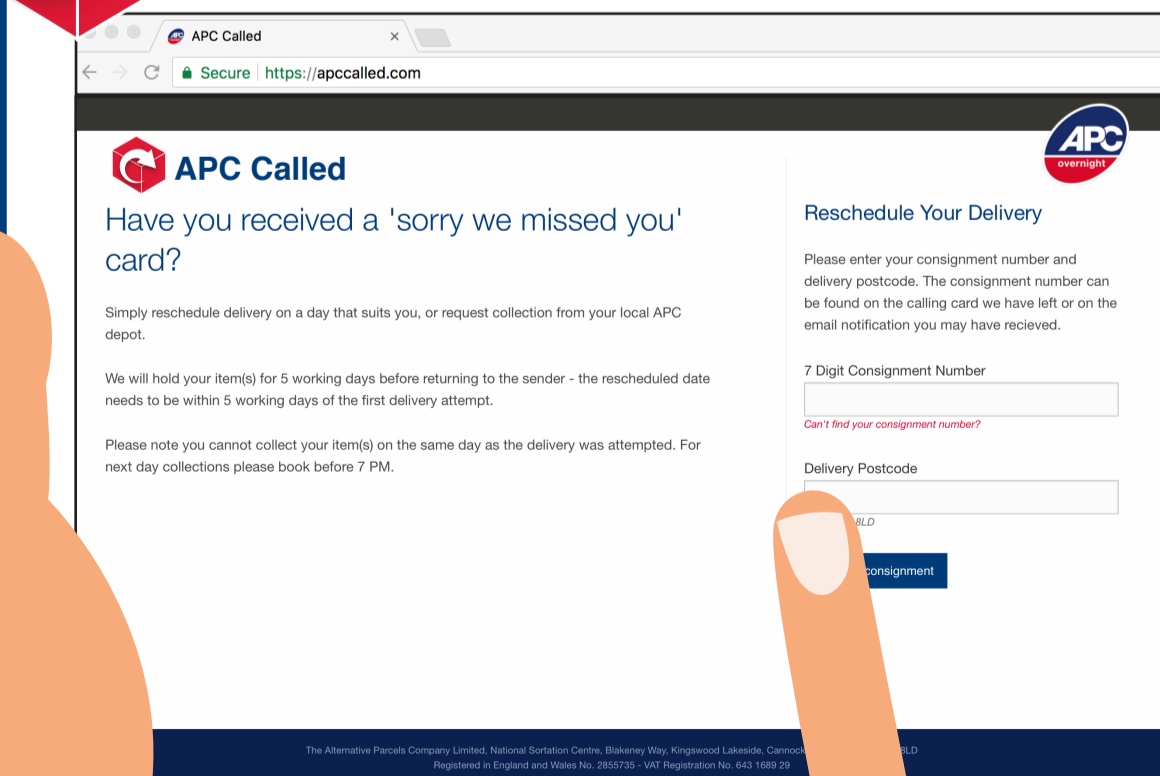 APC Called
Secure https://apccalled.com
APC
overnight
APC Called
Have you received a 'sorry we missed you'
card?
Simply reschedule delivery on a day that suits you, or request collection from your local APC
depot.
We will hold your item(s) for 5 working days before returning to the sender - the rescheduled date
needs to be within 5 working days of the first delivery attempt.
Please note you cannot collect your item(s) on the same day as the delivery was attempted. For
next day collections please book before 7 PM.
Reschedule Your Delivery
Please enter your consignment number and
delivery postcode. The consignment number can
be found on the calling card we have left or on the
email notification you may have recieved.
7 Digit Consignment Number
Can't find your consignment number?
Delivery Postcode
8LD
consignment
The Alternative Parcels Company Limited, National Sortation Centre, Blakeney Way, Kingswood Lakeside, Cannock 8LD
Registered in England and Wales No. 2855735 - VAT Registration No. 643 1689 29